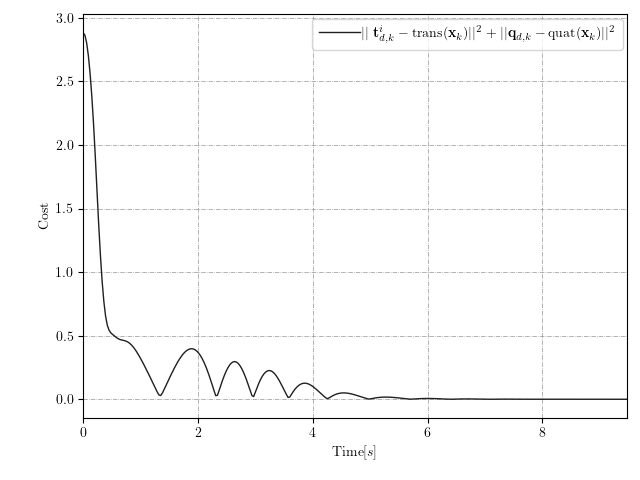 || t^i_{d,k} − trans(x_k)||^2 + ||q_{d,k} − quat(x_k)||^2
3.0
2.5
2.0
1.5
1.0
0.5
0.0
Cost
0 2 4 6 8
Time[s]